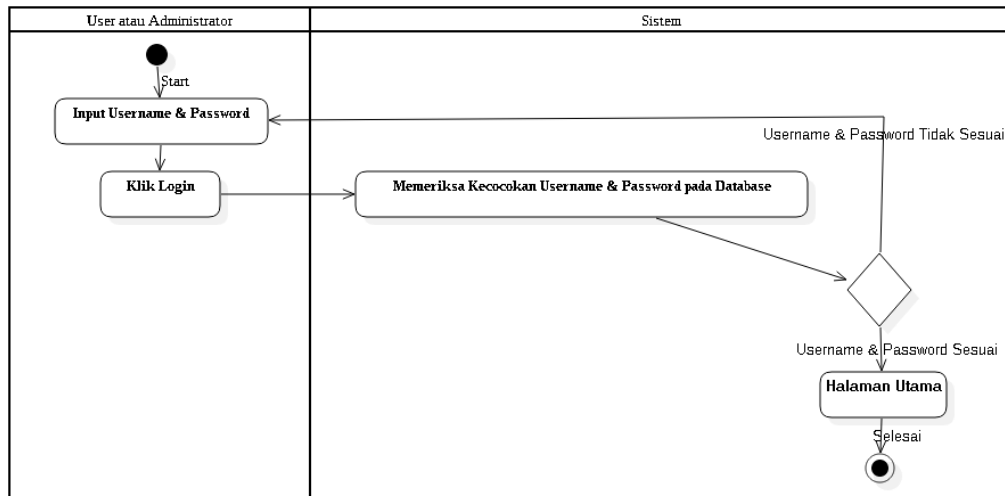 User atau Administrator
Sistem
Start
Input Username & Password
Username & Password Tidak Sesuai
Klik Login
Memeriksa Kecocokan Username & Password pada Database
Username & Password Sesuai
Halaman Utama
Selesai